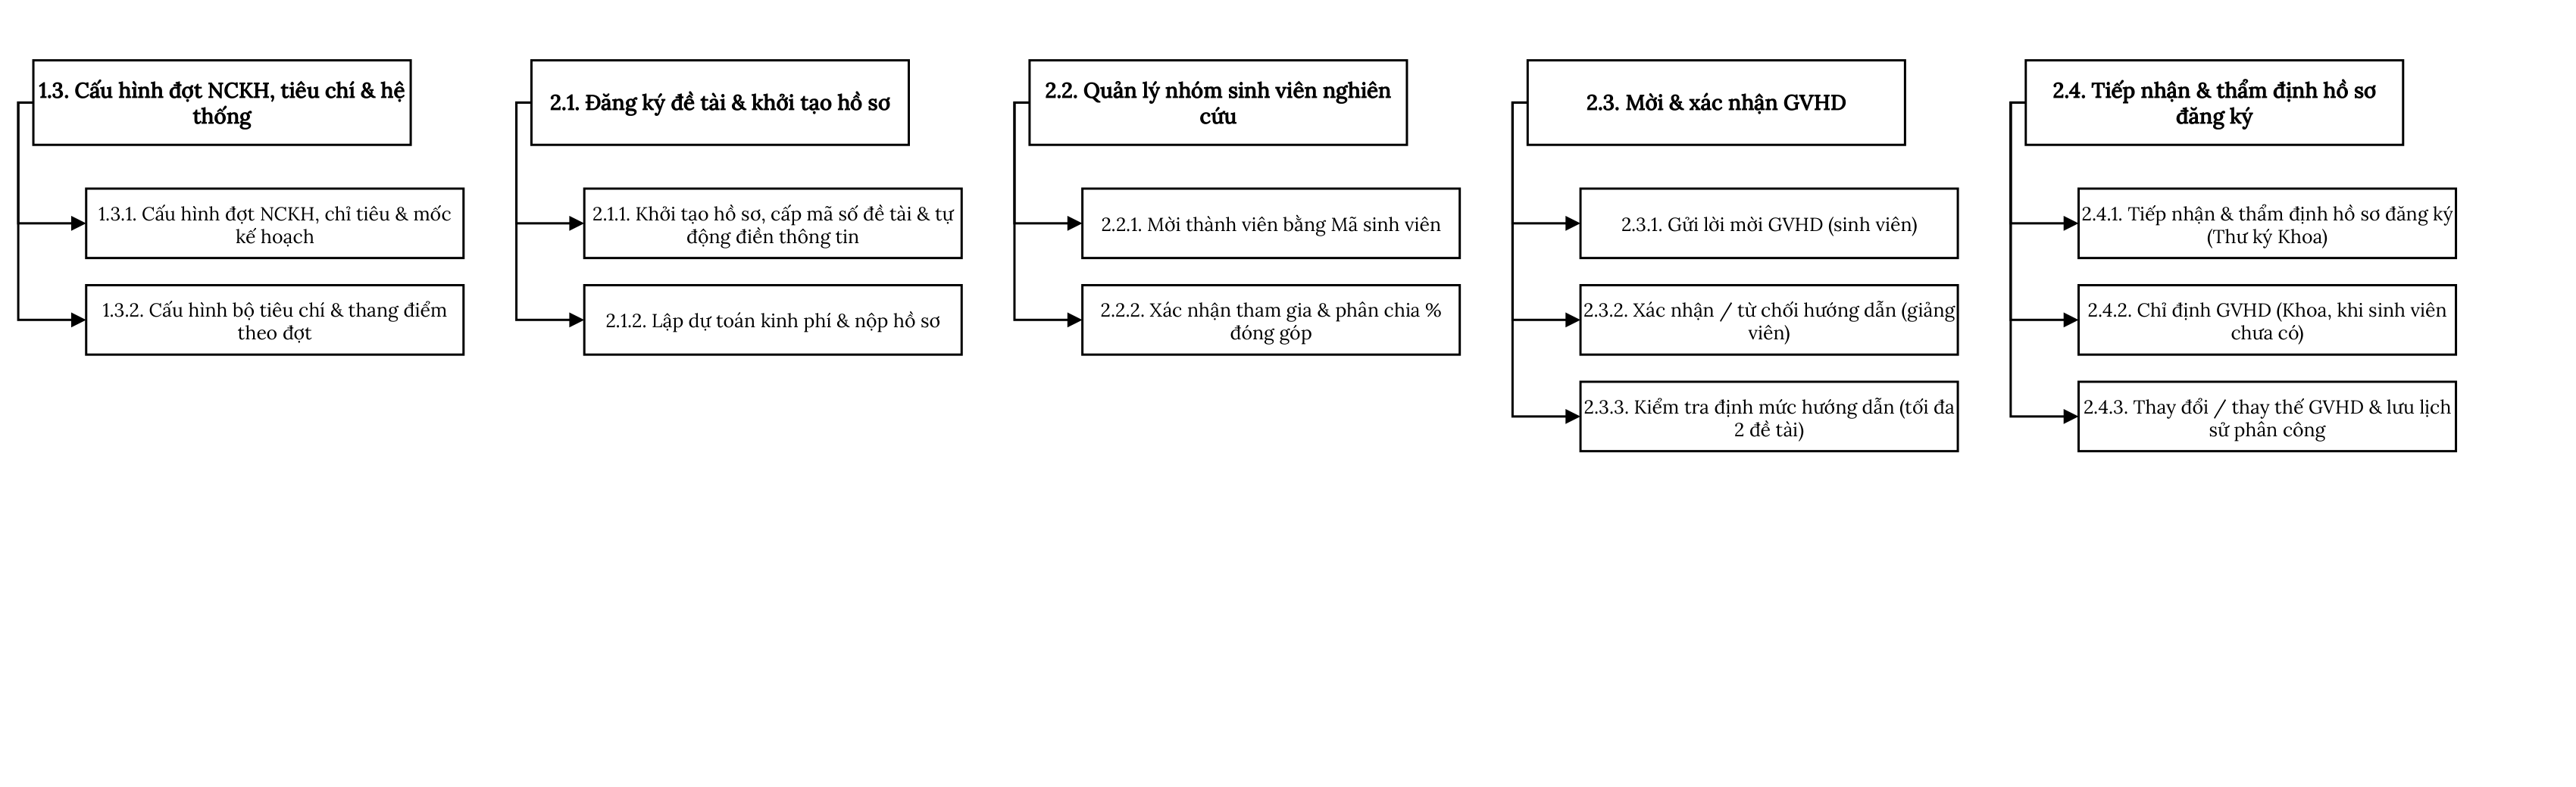 1.3. Cấu hình đợt NCKH, tiêu chí & hệ
thống
1.3.1. Cấu hình đợt NCKH, chỉ tiêu & mốc
kế hoạch
1.3.2. Cấu hình bộ tiêu chí & thang điểm
theo đợt
2.1. Đăng ký đề tài & khởi tạo hồ sơ
2.1.1. Khởi tạo hồ sơ, cấp mã số đề tài & tự
động điền thông tin
2.1.2. Lập dự toán kinh phí & nộp hồ sơ
2.2. Quản lý nhóm sinh viên nghiên
cứu
2.2.1. Mời thành viên bằng Mã sinh viên
2.2.2. Xác nhận tham gia & phân chia %
đóng góp
2.3. Mời & xác nhận GVHD
2.3.1. Gửi lời mời GVHD (sinh viên)
2.3.2. Xác nhận / từ chối hướng dẫn (giảng
viên)
2.3.3. Kiểm tra định mức hướng dẫn (tối đa
2 đề tài)
2.4. Tiếp nhận & thẩm định hồ sơ
đăng ký
2.4.1. Tiếp nhận & thẩm định hồ sơ đăng ký
(Thư ký Khoa)
2.4.2. Chỉ định GVHD (Khoa, khi sinh viên
chưa có)
2.4.3. Thay đổi / thay thế GVHD & lưu lịch
sử phân công